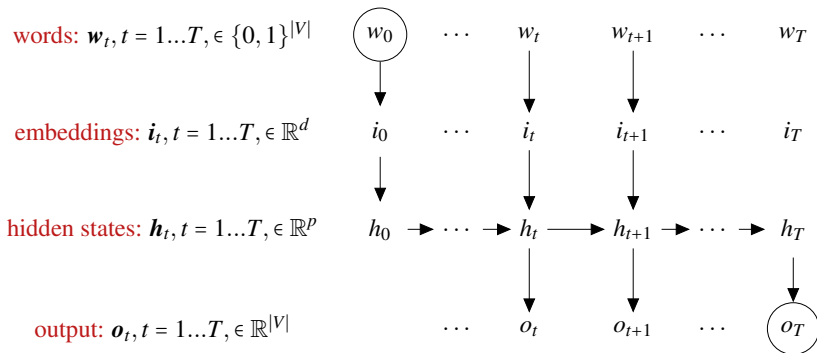 words: w_t, t = 1...T, ∈ {0, 1}^|V| w_0 ⋯ w_t w_{t+1} ⋯ w_T
embeddings: i_t, t = 1...T, ∈ ℝ^d i_0 ⋯ i_t i_{t+1} ⋯ i_T
hidden states: h_t, t = 1...T, ∈ ℝ^p h_0 ⋯ h_t h_{t+1} ⋯ h_T
output: o_t, t = 1...T, ∈ ℝ^|V| ⋯ o_t o_{t+1} ⋯ o_T